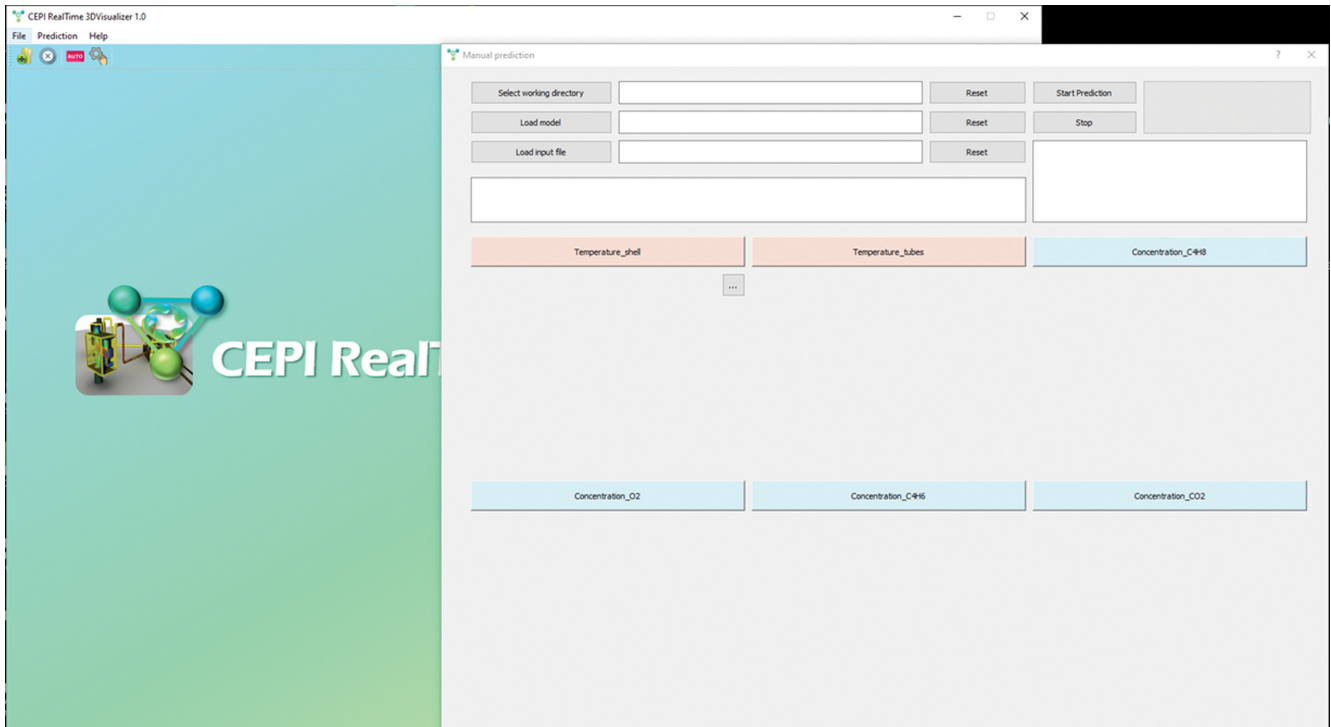 CEPI RealTime 3DVisualizer 1.0
File Prediction Help
AUTO
Manual prediction
?
Select working directory Reset Start Prediction
Load model Reset Stop
Load input file Reset
Temperature_shell Temperature_tubes Concentration_C4H8
...
CEPI RealT
Concentration_O2 Concentration_C4H6 Concentration_CO2